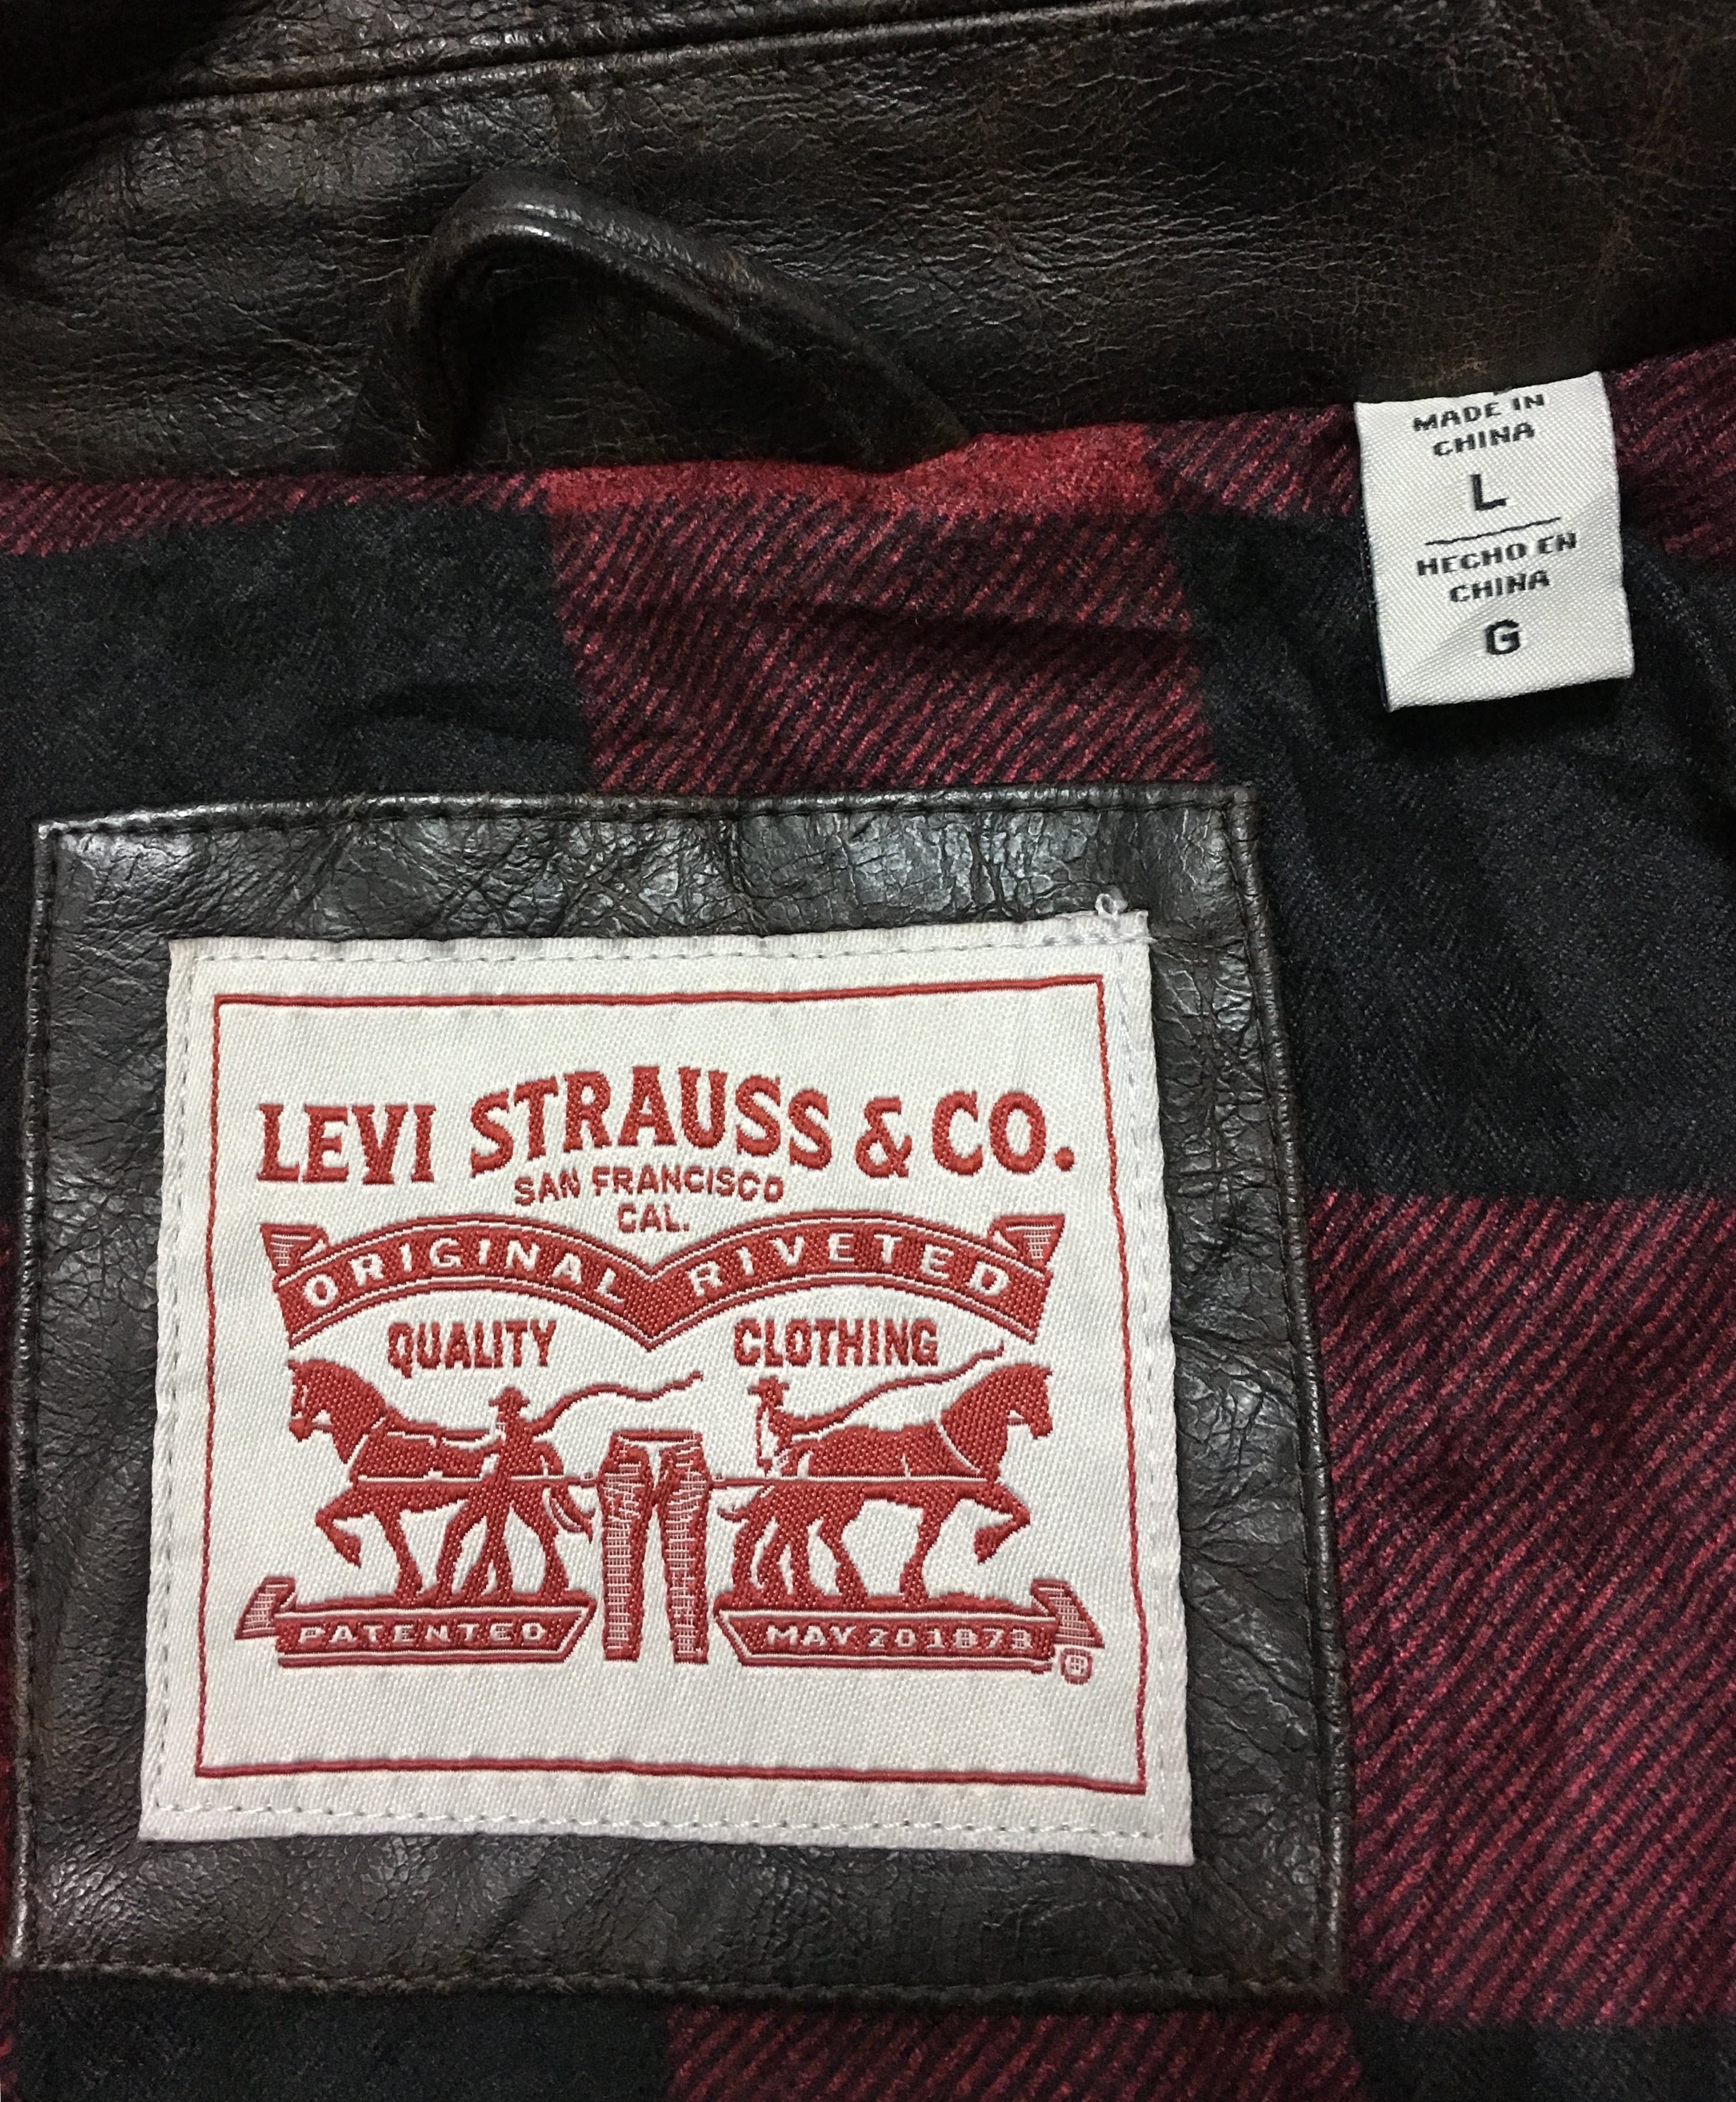 MADE IN
CHINA
L
HECHO EN
CHINA
G
LEVI STRAUSS & CO.
SAN FRANCISCO
CAL.
ORIGINAL RIVETED
QUALITY CLOTHING
PATENTED MAY 20 1873
®